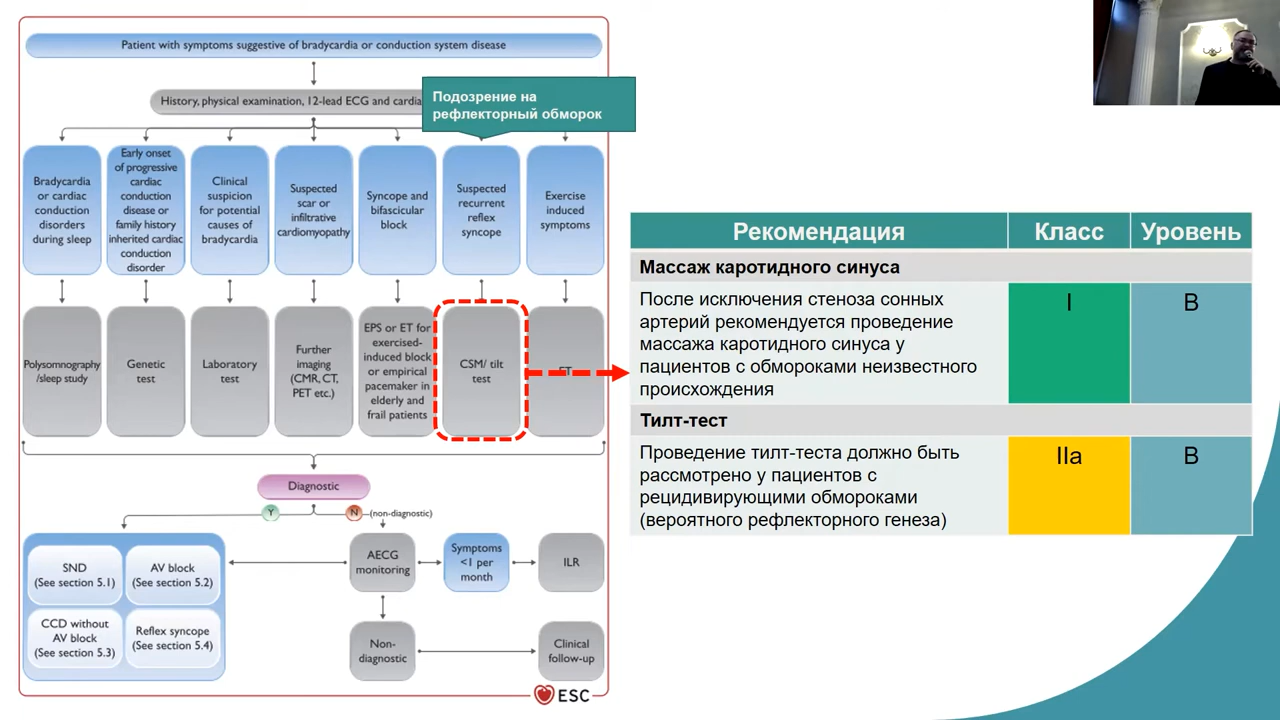 Patient with symptoms suggestive of bradycardia or conduction system disease
History, physical examination, 12-lead ECG and cardia
Подозрение на
рефлекторный обморок
Bradycardia
or cardiac
conduction
disorders
during sleep
Early onset
of progressive
cardiac
conduction
disease or
family history
inherited cardiac
conduction
disorder
Clinical
suspicion
for potential
causes of
bradycardia
Suspected
scar or
infiltrative
cardiomyopathy
Syncope and
bifascicular
block
Suspected
recurrent
reflex
syncope
Exercise
induced
symptoms
Polysomnography
/sleep study
Genetic
test
Laboratory
test
Further
imaging
(CMR, CT,
PET etc.)
EPS or ET for
exercised-
induced block
or empirical
pacemaker in
elderly and
frail patients
CSM/ tilt
test
ET
Diagnostic
Y
N
(non-diagnostic)
SND
(See section 5.1)
AV block
(See section 5.2)
CCD without
AV block
(See section 5.3)
Reflex syncope
(See section 5.4)
AECG
monitoring
Symptoms
<1 per
month
ILR
Non-
diagnostic
Clinical
follow-up
ESC
Рекомендация Класс Уровень
Массаж каротидного синуса
После исключения стеноза сонных
артерий рекомендуется проведение
массажа каротидного синуса у
пациентов с обмороками неизвестного
происхождения
I
B
Тилт-тест
Проведение тилт-теста должно быть
рассмотрено у пациентов с
рецидивирующими обмороками
(вероятного рефлекторного генеза)
IIa
B